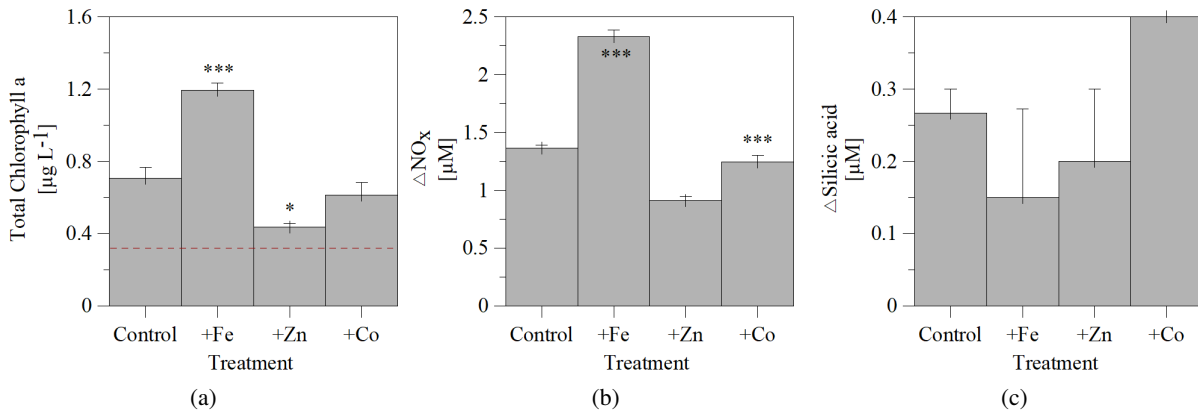 Total Chlorophyll a
[µg L-1]
1.6
1.2
0.8
0.4
0
***
*
Control
+Fe
+Zn
+Co
Treatment
(a)
△NOx
[µM]
2.5
2
1.5
1
0.5
0
***
***
Control
+Fe
+Zn
+Co
Treatment
(b)
△Silicic acid
[µM]
0.4
0.3
0.2
0.1
0
Control
+Fe
+Zn
+Co
Treatment
(c)